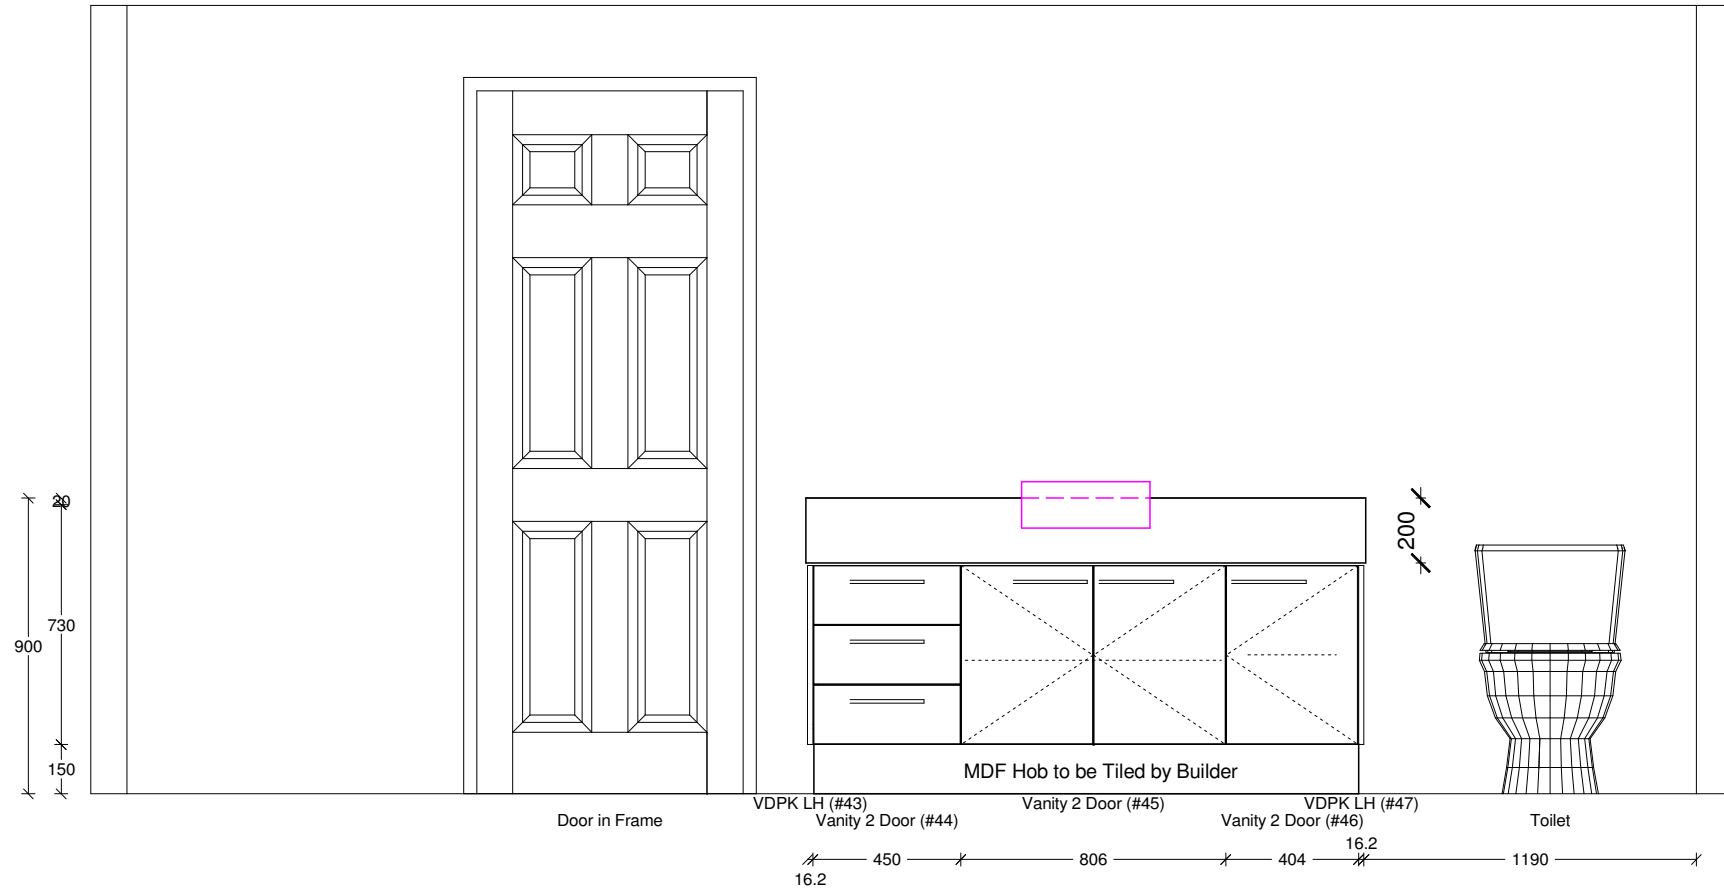 20
200
730
900
150
MDF Hob to be Tiled by Builder
VDPK LH (#43)
Vanity 2 Door (#45)
VDPK LH (#47)
Door in Frame
Vanity 2 Door (#44)
Vanity 2 Door (#46)
Toilet
16.2
450
806
404
1190
16.2